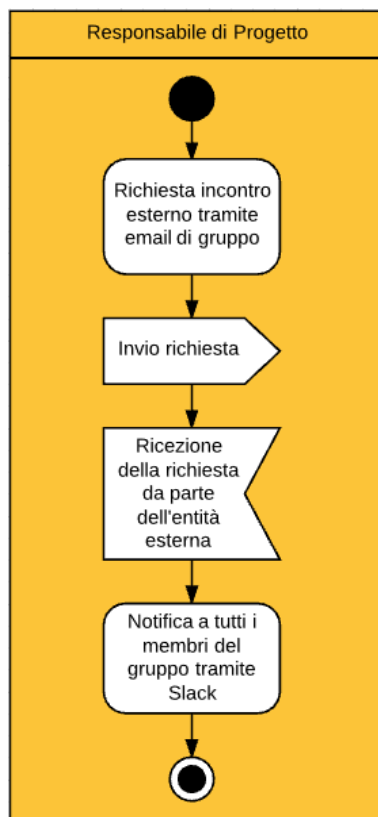 Responsabile di Progetto
Richiesta incontro
esterno tramite
email di gruppo
Invio richiesta
Ricezione
della richiesta
da parte
dell'entità
esterna
Notifica a tutti i
membri del
gruppo tramite
Slack